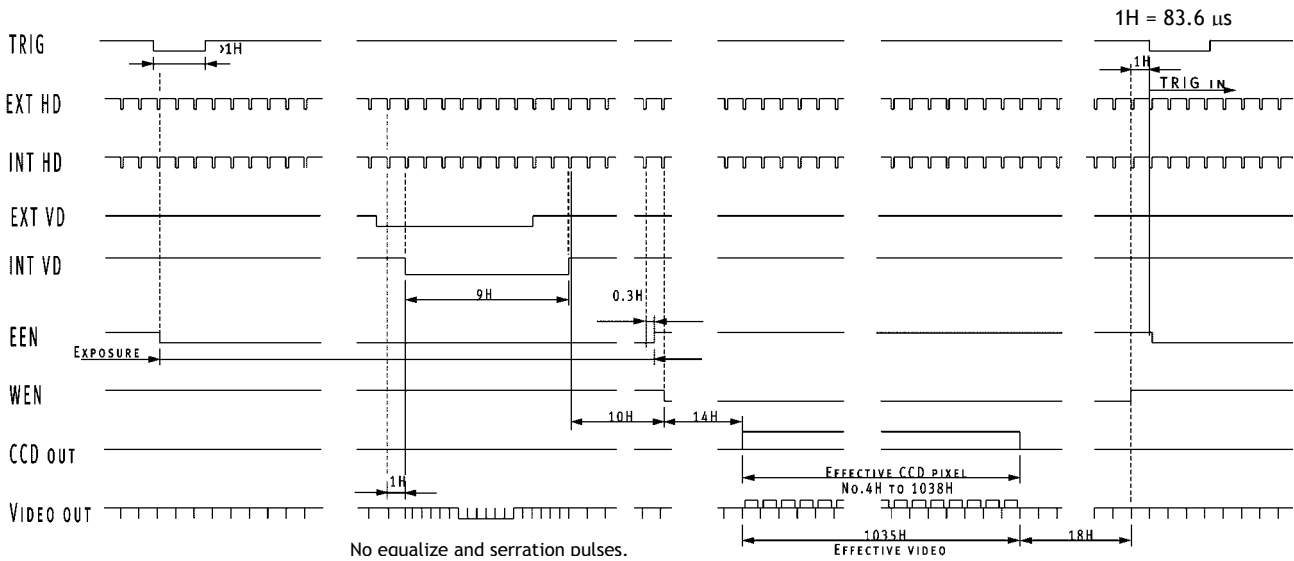 1H = 83.6 µs
TRIG
>1H
1H
TRIG IN
EXT HD
INT HD
EXT VD
INT VD
9H
0.3H
EEN
EXPOSURE
WEN
10H
14H
CCD OUT
EFFECTIVE CCD PIXEL
1H
NO.4H TO 1038H
VIDEO OUT
1035H
18H
No equalize and serration pulses.
EFFECTIVE VIDEO